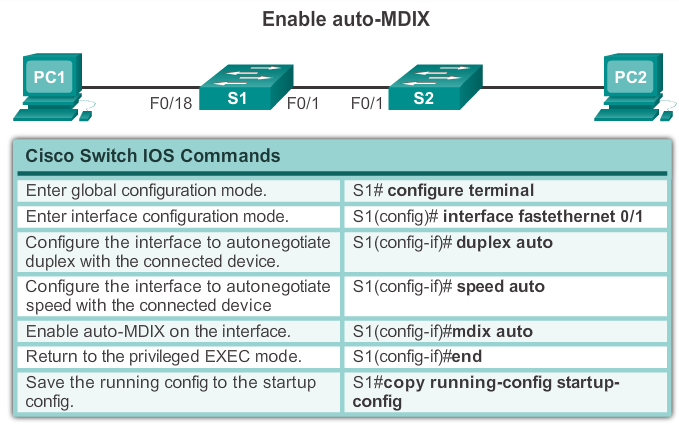 Enable auto-MDIX
PC1
S1
S2
PC2
F0/18
F0/1
F0/1
Cisco Switch IOS Commands
Enter global configuration mode.
S1# configure terminal
Enter interface configuration mode.
S1(config)# interface fastethernet 0/1
Configure the interface to autonegotiate
duplex with the connected device.
S1(config-if)# duplex auto
Configure the interface to autonegotiate
speed with the connected device
S1(config-if)# speed auto
Enable auto-MDIX on the interface.
S1(config-if)#mdix auto
Return to the privileged EXEC mode.
S1(config-if)#end
Save the running config to the startup
config.
S1#copy running-config startup-
config